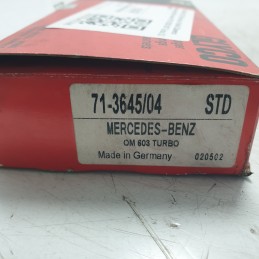 71-3645/04 STD
MERCEDES-BENZ
OM 603 TURBO
Made in Germany 020502